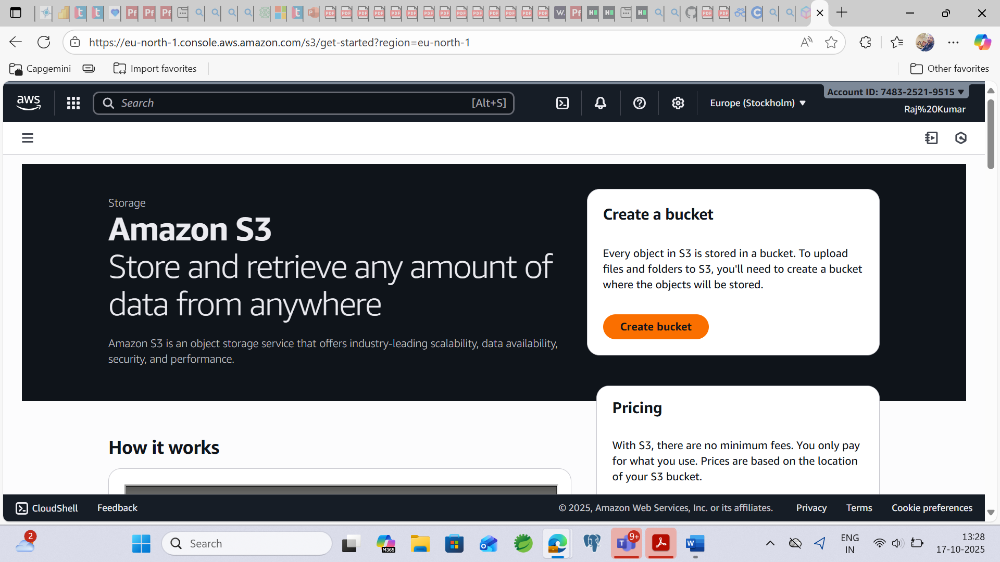 https://eu-north-1.console.aws.amazon.com/s3/get-started?region=eu-north-1
Capgemini
Import favorites
Other favorites
aws
Search
[Alt+S]
Europe (Stockholm)
Account ID: 7483-2521-9515
Raj%20Kumar
Storage
Amazon S3
Store and retrieve any amount of
data from anywhere
Amazon S3 is an object storage service that offers industry-leading scalability, data availability,
security, and performance.
Create a bucket
Every object in S3 is stored in a bucket. To upload
files and folders to S3, you'll need to create a bucket
where the objects will be stored.
Create bucket
Pricing
With S3, there are no minimum fees. You only pay
for what you use. Prices are based on the location
of your S3 bucket.
How it works
CloudShell
Feedback
© 2025, Amazon Web Services, Inc. or its affiliates.
Privacy
Terms
Cookie preferences
2
Search
M365
9+
ENG
IN
13:28
17-10-2025